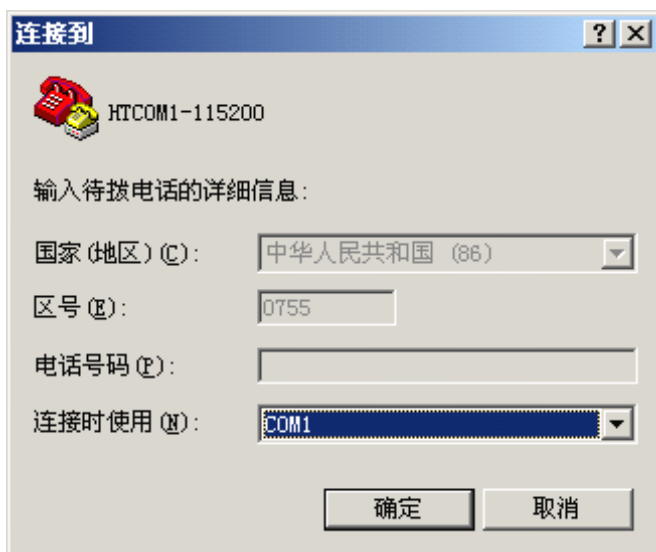 连接到
HTCOM1-115200
输入待拨电话的详细信息:
国家(地区)(C): 中华人民共和国 (86)
区号(E): 0755
电话号码(P):
连接时使用(N): COM1
确定 取消